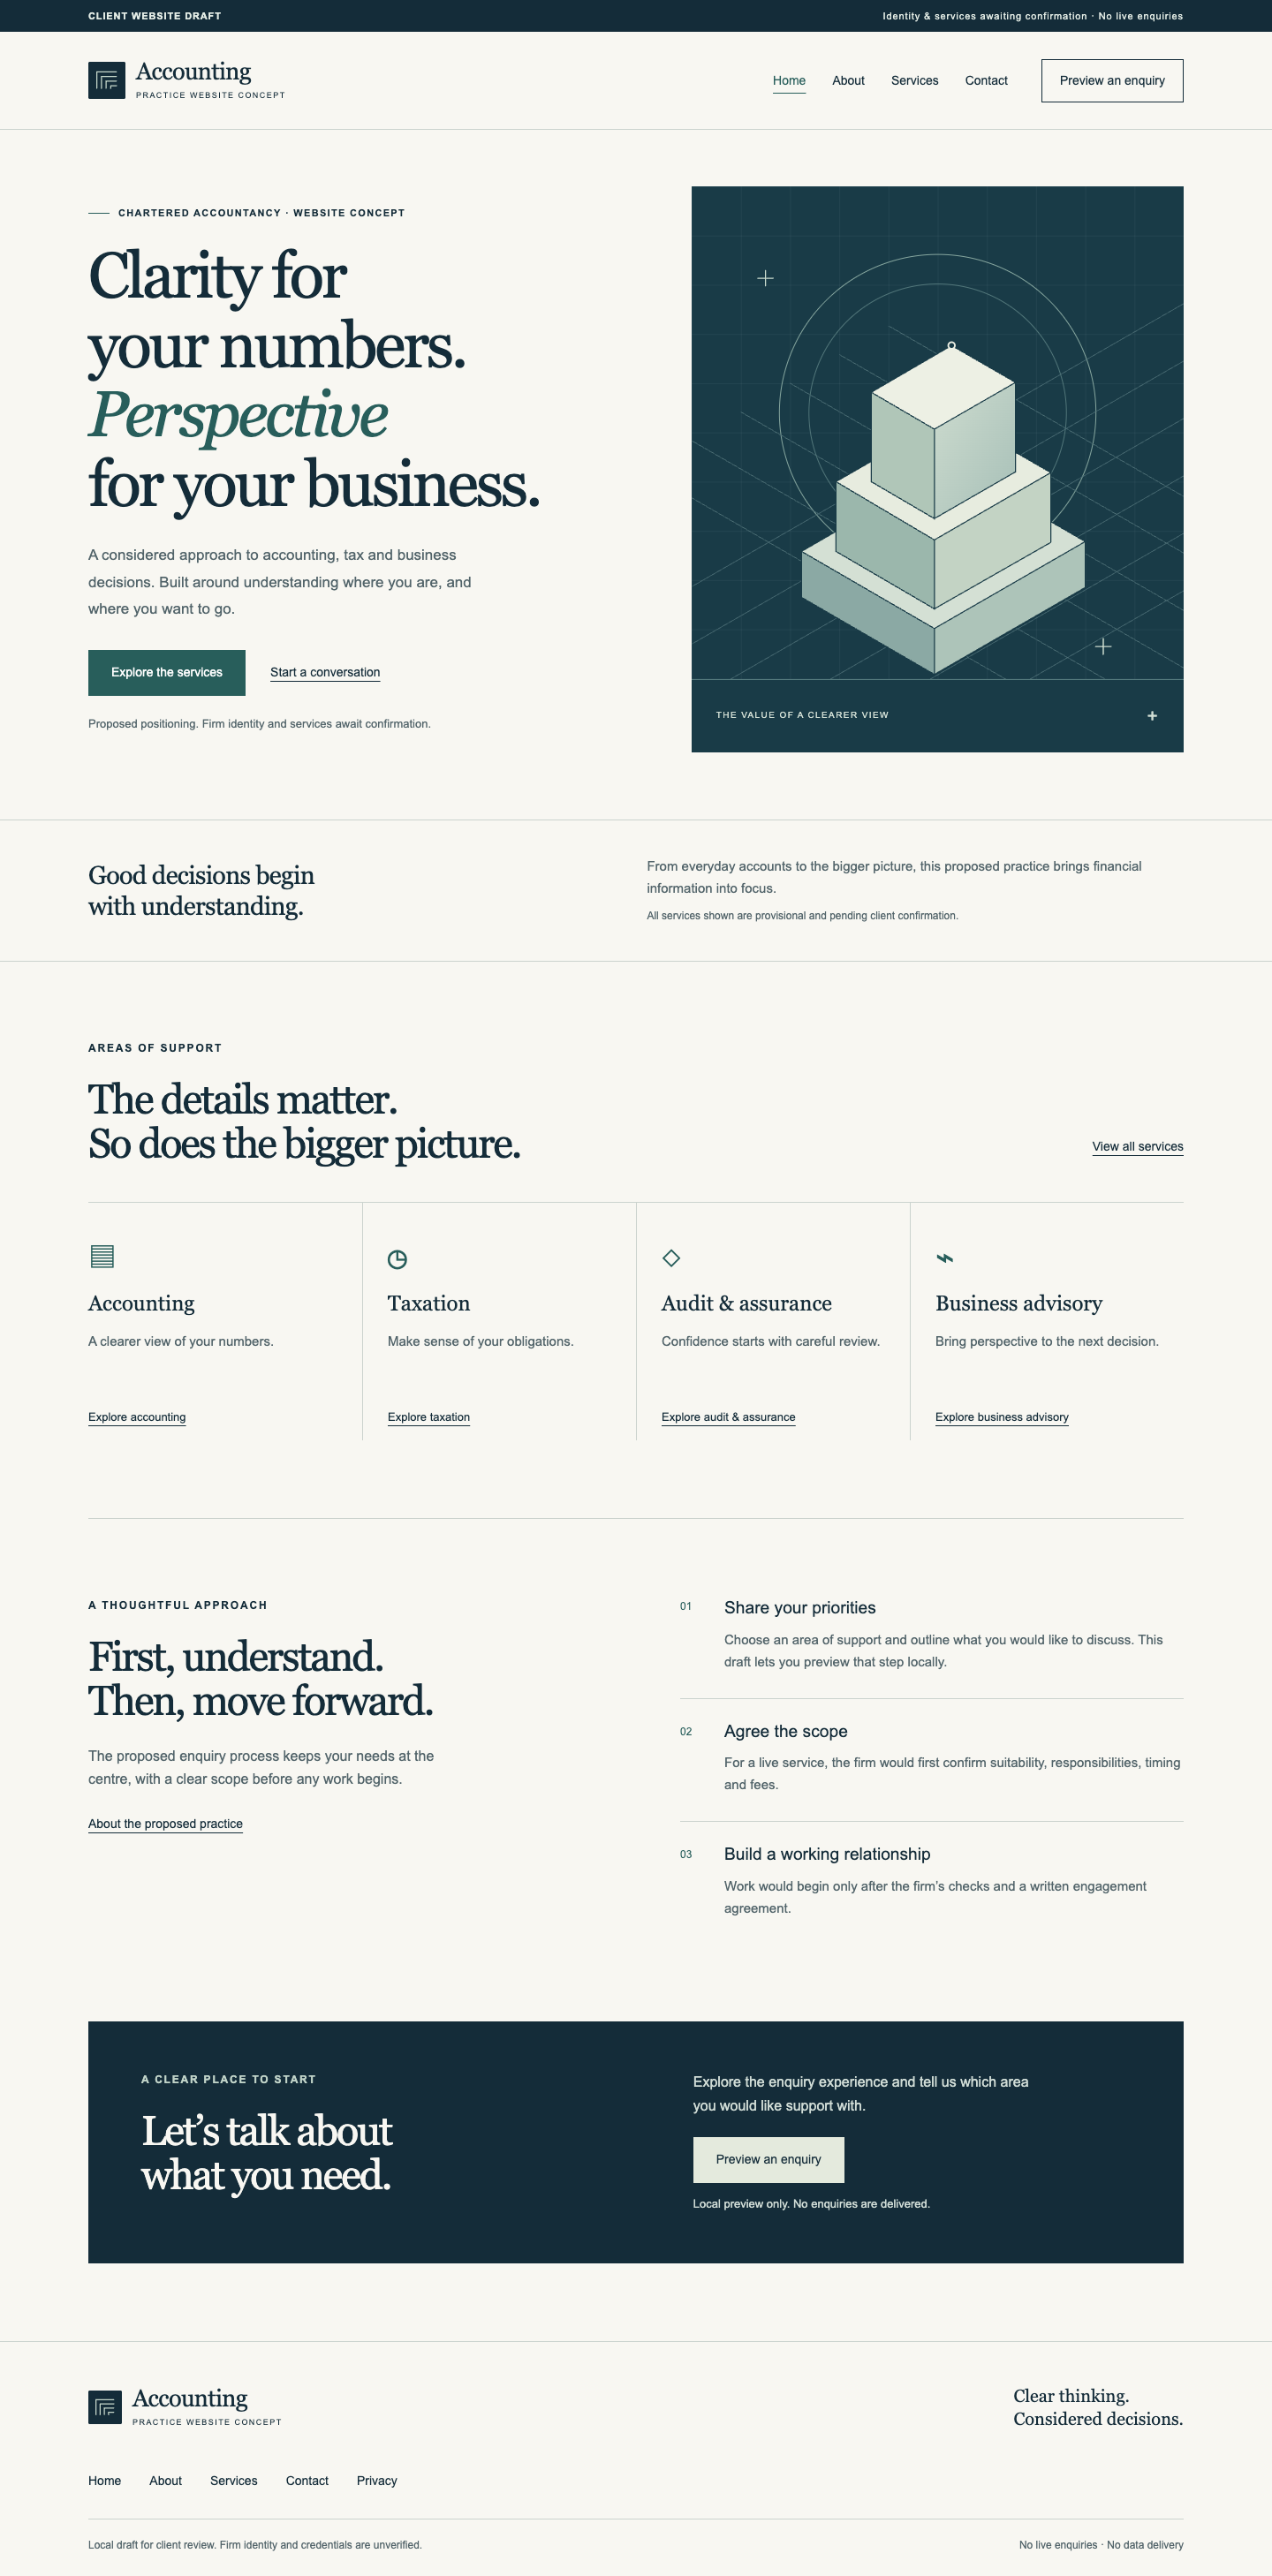 CLIENT WEBSITE DRAFT
Identity & services awaiting confirmation · No live enquiries
Accounting
PRACTICE WEBSITE CONCEPT
Home
About
Services
Contact
Preview an enquiry
CHARTERED ACCOUNTANCY · WEBSITE CONCEPT
Clarity for
your numbers.
Perspective
for your business.
A considered approach to accounting, tax and business
decisions. Built around understanding where you are, and
where you want to go.
Explore the services
Start a conversation
Proposed positioning. Firm identity and services await confirmation.
THE VALUE OF A CLEARER VIEW
+
Good decisions begin
with understanding.
From everyday accounts to the bigger picture, this proposed practice brings financial
information into focus.
All services shown are provisional and pending client confirmation.
AREAS OF SUPPORT
The details matter.
So does the bigger picture.
View all services
Accounting
A clearer view of your numbers.
Explore accounting
Taxation
Make sense of your obligations.
Explore taxation
Audit & assurance
Confidence starts with careful review.
Explore audit & assurance
Business advisory
Bring perspective to the next decision.
Explore business advisory
A THOUGHTFUL APPROACH
First, understand.
Then, move forward.
The proposed enquiry process keeps your needs at the
centre, with a clear scope before any work begins.
About the proposed practice
01
Share your priorities
Choose an area of support and outline what you would like to discuss. This
draft lets you preview that step locally.
02
Agree the scope
For a live service, the firm would first confirm suitability, responsibilities, timing
and fees.
03
Build a working relationship
Work would begin only after the firm’s checks and a written engagement
agreement.
A CLEAR PLACE TO START
Let’s talk about
what you need.
Explore the enquiry experience and tell us which area
you would like support with.
Preview an enquiry
Local preview only. No enquiries are delivered.
Accounting
PRACTICE WEBSITE CONCEPT
Clear thinking.
Considered decisions.
Home
About
Services
Contact
Privacy
Local draft for client review. Firm identity and credentials are unverified.
No live enquiries · No data delivery